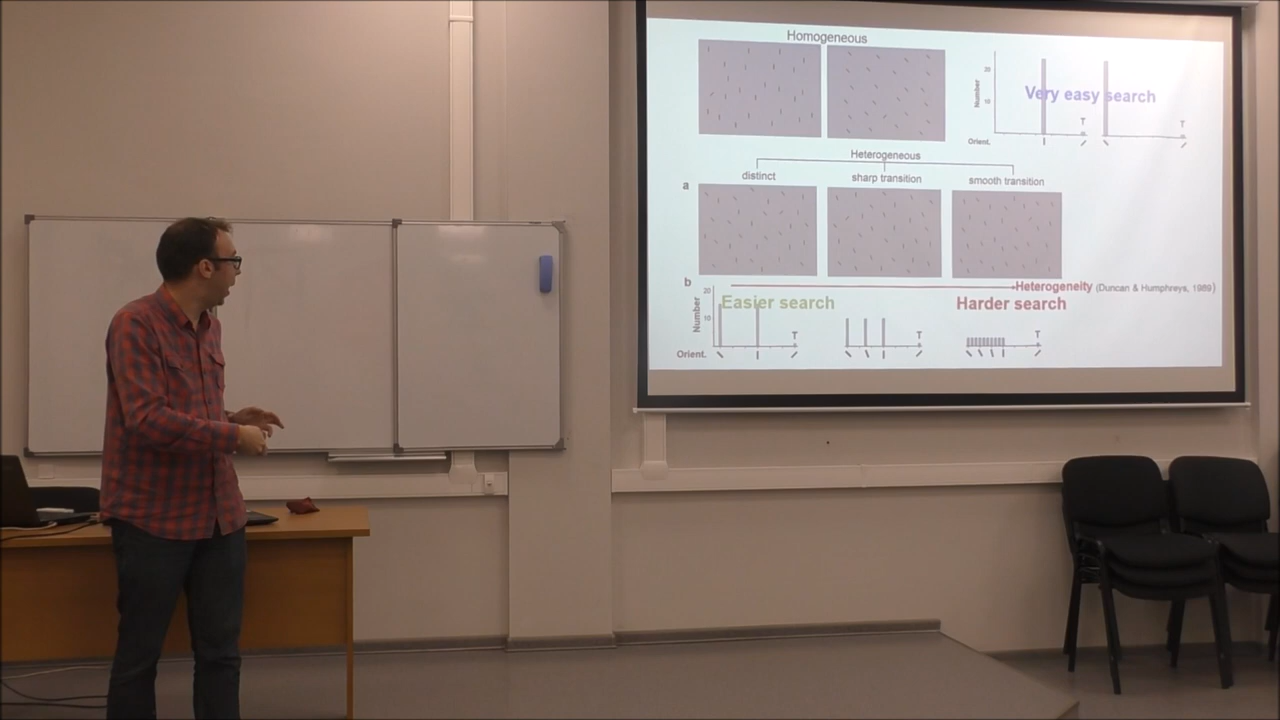 Homogeneous
20
10
Number
Very easy search
T
T
Orient.
Heterogeneous
distinct
sharp transition
smooth transition
a
b
Heterogeneity (Duncan & Humphreys, 1989)
20
10
Number
Easier search
Harder search
T
T
T
Orient.